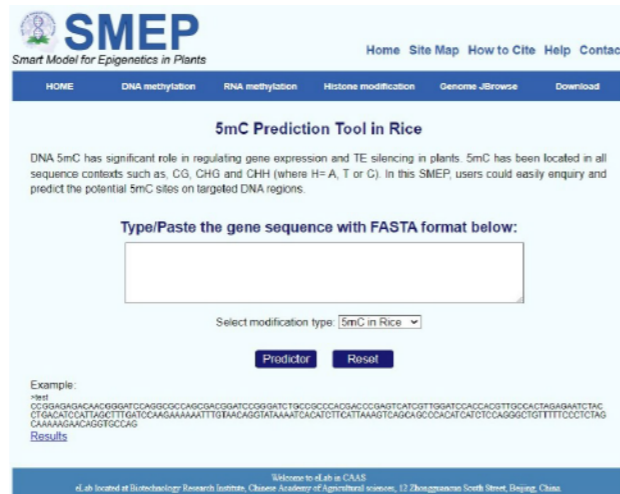 SMEP
Smart Model for Epigenetics in Plants
Home Site Map How to Cite Help Contac
HOME DNA methylation RNA methylation Histone modification Genome JBrowse Download
5mC Prediction Tool in Rice
DNA 5mC has significant role in regulating gene expression and TE silencing in plants. 5mC has been located in all
sequence contexts such as, CG, CHG and CHH (where H= A, T or C). In this SMEP, users could easily enquiry and
predict the potential 5mC sites on targeted DNA regions.
Type/Paste the gene sequence with FASTA format below:
Select modification type: 5mC in Rice
Predictor Reset
Example:
>test
CCGGAGAGACAACGGGATCCAGGCGCCAGCGACGGATCCGGGATCTGCCGCCCACGACCCGAGTCATCGTTGGATCCACCACGTTGCCACTAGAGAATCTAC
CTGACATCCATTAGCTTTGATCCAAGAAAAAATTTGTAACAGGTATAAAATCACATCTTCATTAAAGTCAGCAGCCCACATCATCTCCAGGGCTGTTTTTCCCTCTAG
CAAAAAGAACAGGTGCCAG
Results
Welcome to eLab in CAAS
eLab located at Biotechnology Research Institute, Chinese Academy of Agricultural sciences, 12 Zhongguancun South Street, Beijing, China